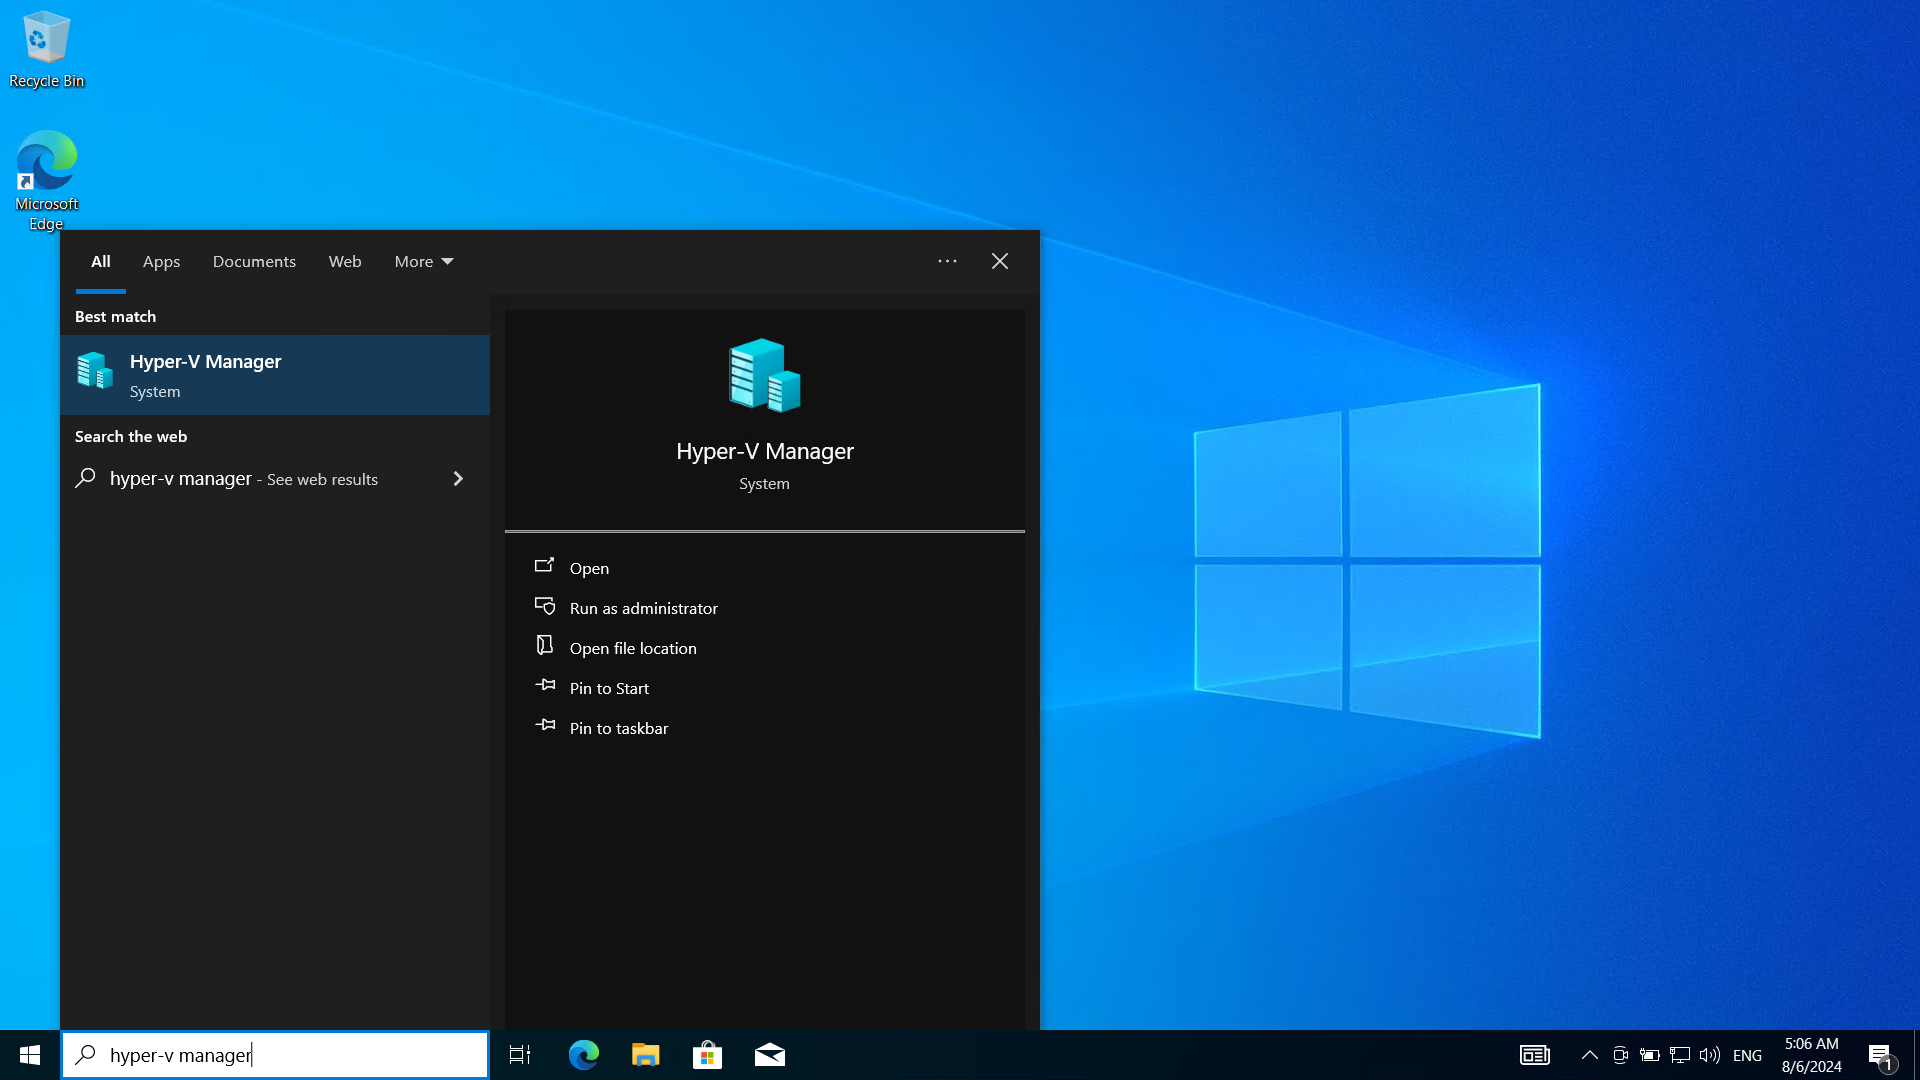 Recycle Bin
Microsoft
Edge
All
Apps
Documents
Web
More
Best match
Hyper-V Manager
System
Search the web
hyper-v manager - See web results
Hyper-V Manager
System
Open
Run as administrator
Open file location
Pin to Start
Pin to taskbar
hyper-v manager
ENG
5:06 AM
8/6/2024
1